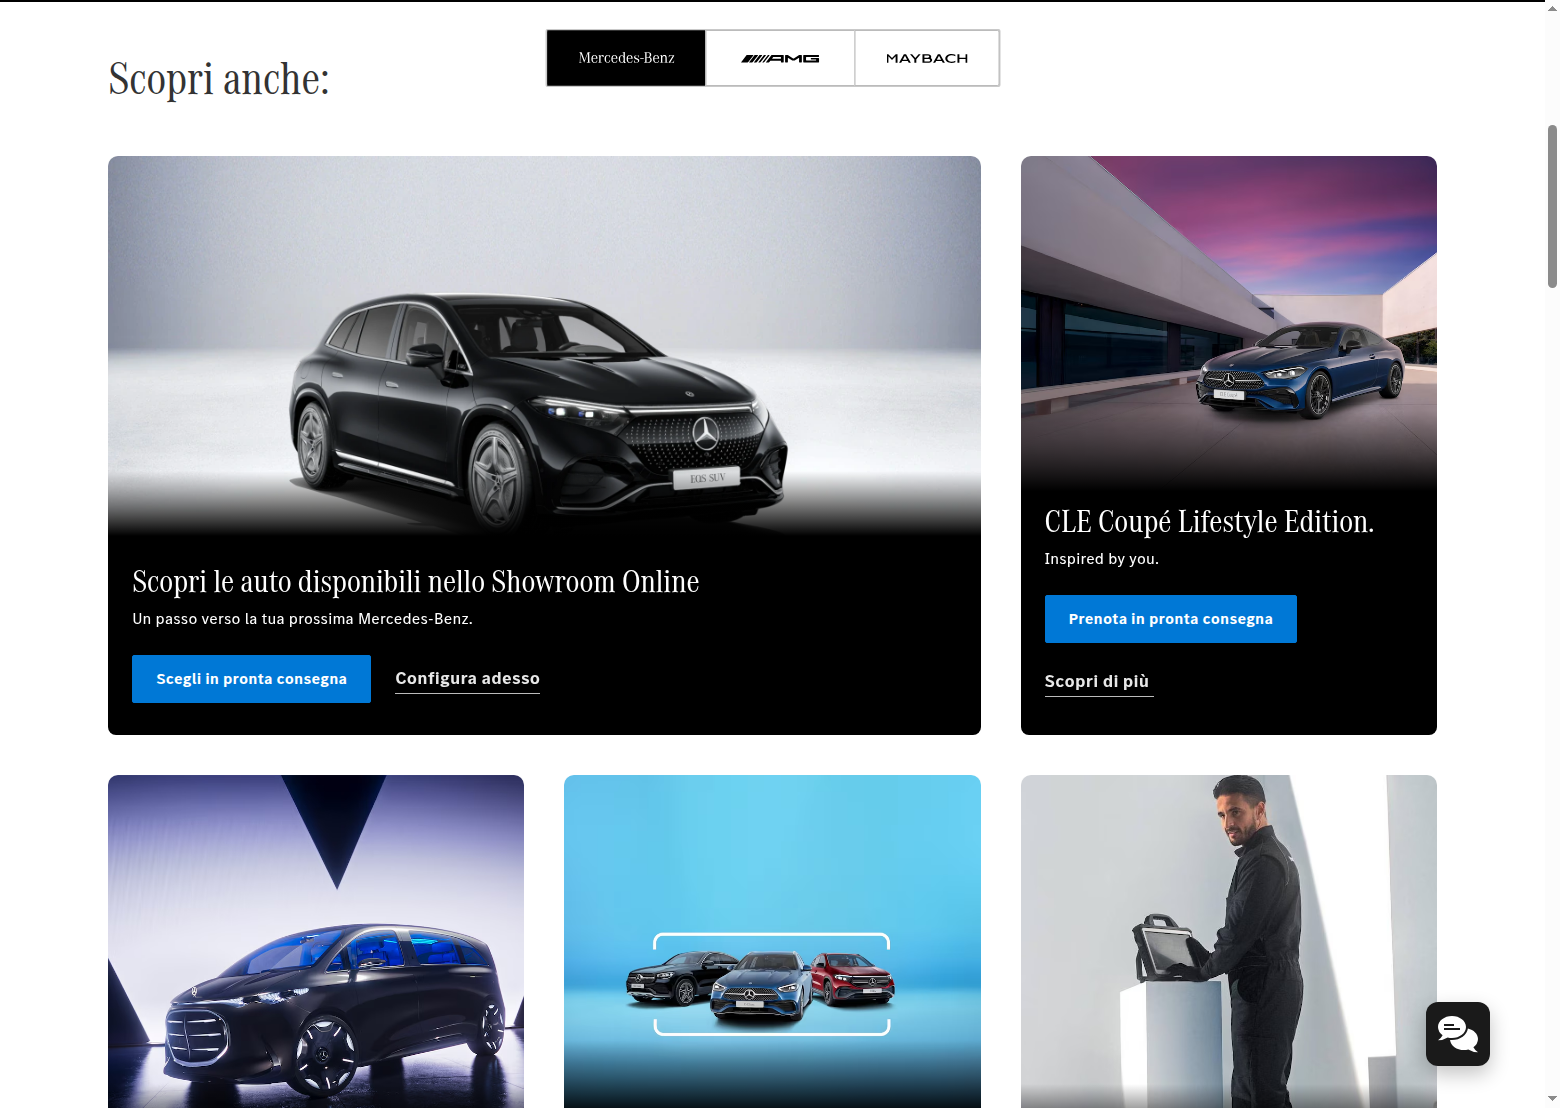 Scopri anche:
Mercedes-Benz
AMG
MAYBACH
EQS SUV
Scopri le auto disponibili nello Showroom Online
Un passo verso la tua prossima Mercedes-Benz.
Scegli in pronta consegna
Configura adesso
CLE Coupé Lifestyle Edition.
Inspired by you.
Prenota in pronta consegna
Scopri di più